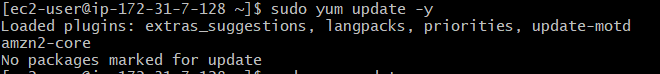 [ec2-user@ip-172-31-7-128 ~]$ sudo yum update -y
Loaded plugins: extras_suggestions, langpacks, priorities, update-motd
amzn2-core
No packages marked for update